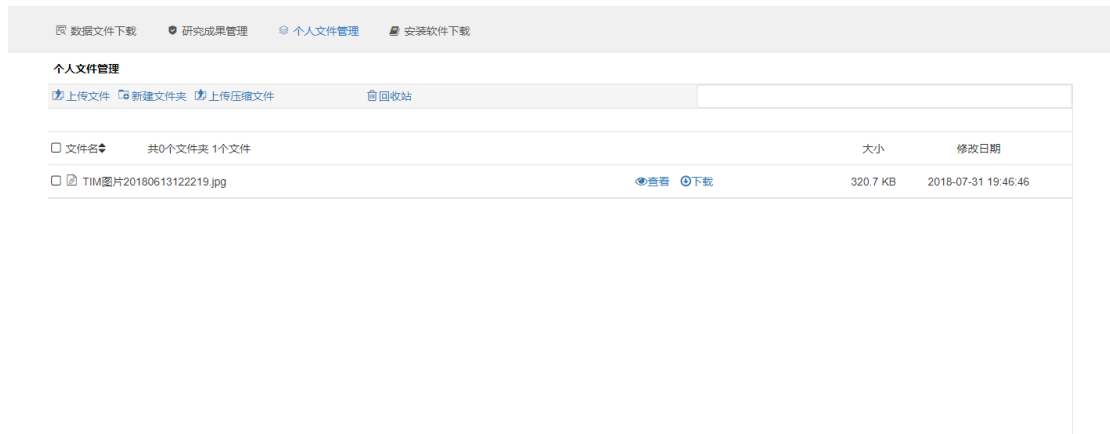 数据文件下载 研究成果管理 个人文件管理 安装软件下载
个人文件管理
上传文件 新建文件夹 上传压缩文件 回收站
文件名 共0个文件夹 1个文件 大小 修改日期
TIM图片20180613122219.jpg 查看 下载 320.7 KB 2018-07-31 19:46:46